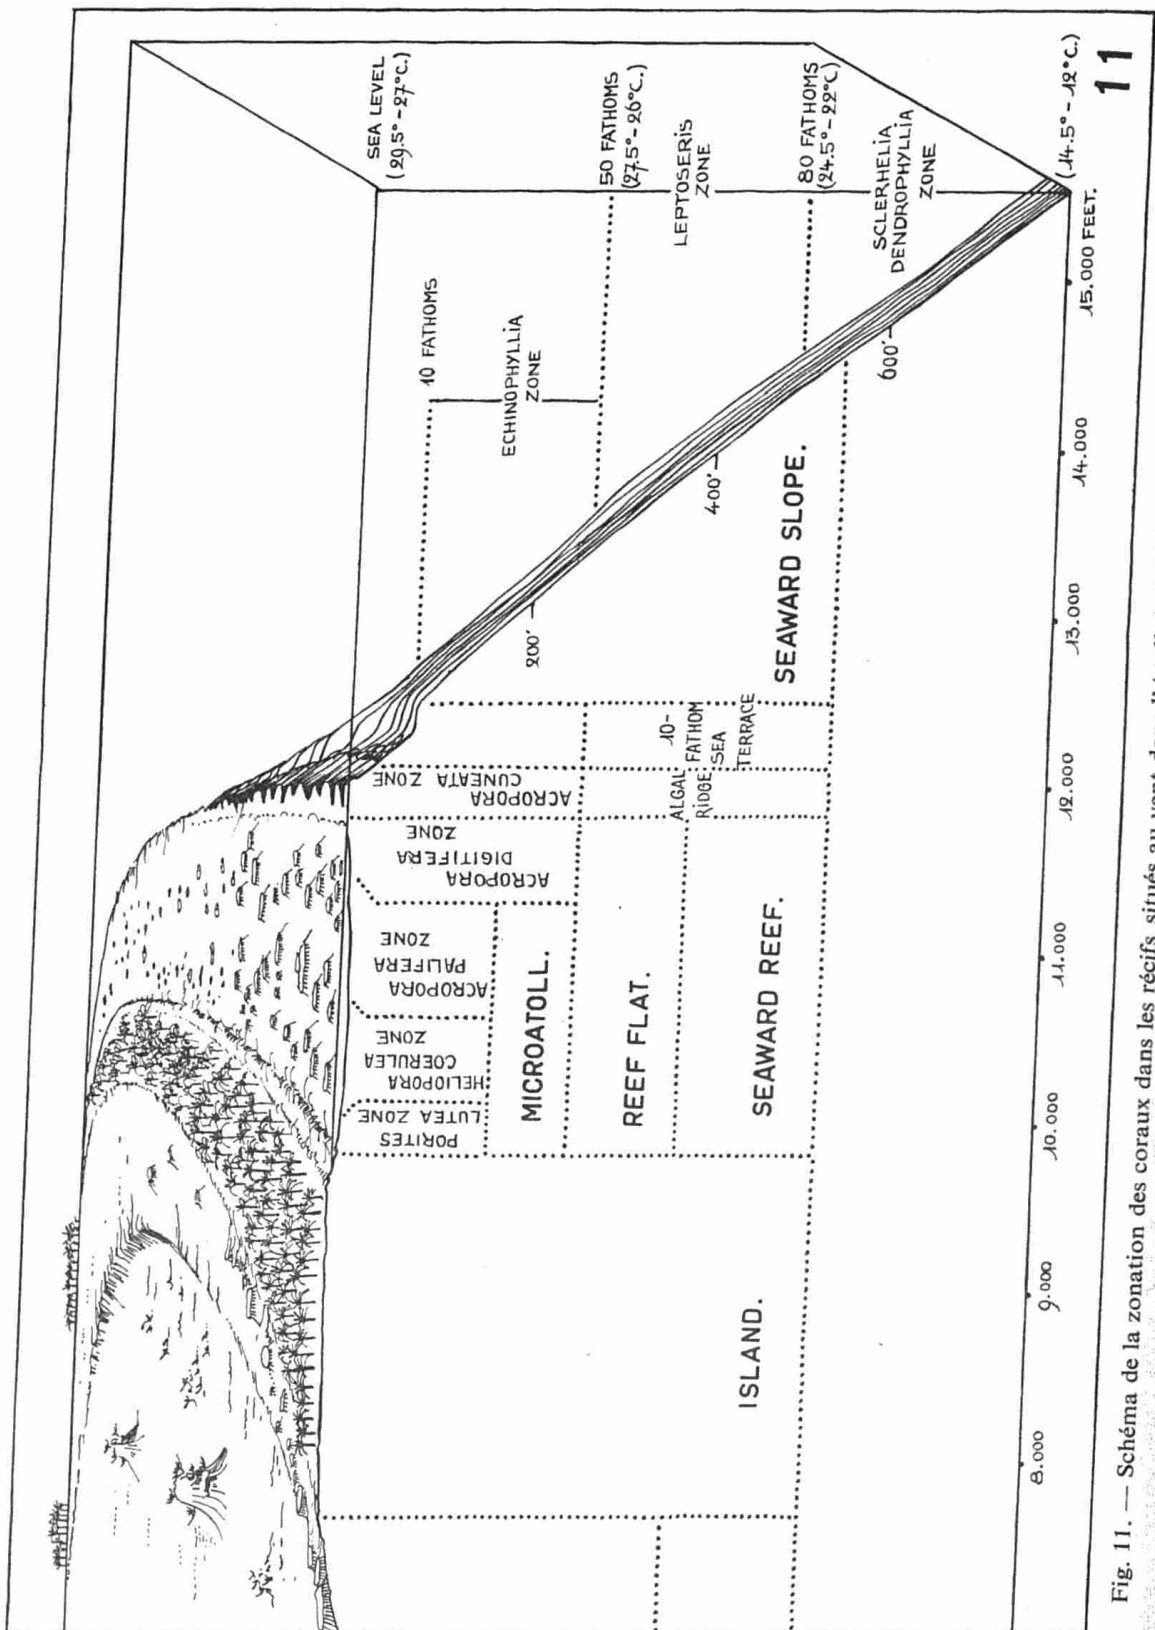 11
SEA LEVEL
(29.5°-27°C.)
50 FATHOMS
(27.5°-26°C.)
80 FATHOMS
(24.5°-22°C.)
(14.5°-12°C.)
10 FATHOMS
ECHINOPHYLLIA
ZONE
LEPTOSERIS
ZONE
SCLERHELIA
DENDROPHYLLIA
ZONE
200'
400'
600'
PORITES
LUTEA ZONE
HELIOPORA
COERULEA
ZONE
ACROPORA
PALIFERA
ZONE
ACROPORA
DIGITIFERA
ZONE
ACROPORA
CUNEATA ZONE
MICROATOLL.
REEF FLAT.
ALGAL
RIDGE
10-
FATHOM
SEA
TERRACE
ISLAND.
SEAWARD REEF.
SEAWARD SLOPE.
8.000
9.000
10.000
11.000
12.000
13.000
14.000
15.000 FEET.
Fig. 11. — Schéma de la zonation des coraux dans les récifs situés au vent dans